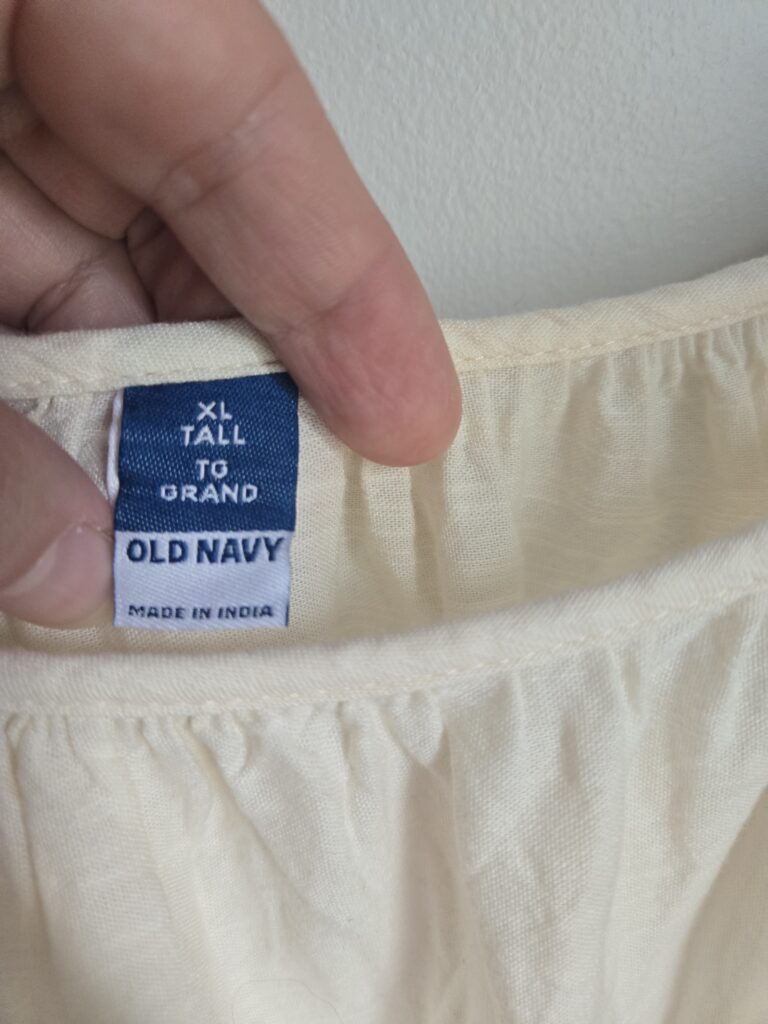 XL
TALL
TG
GRAND
OLD NAVY
MADE IN INDIA